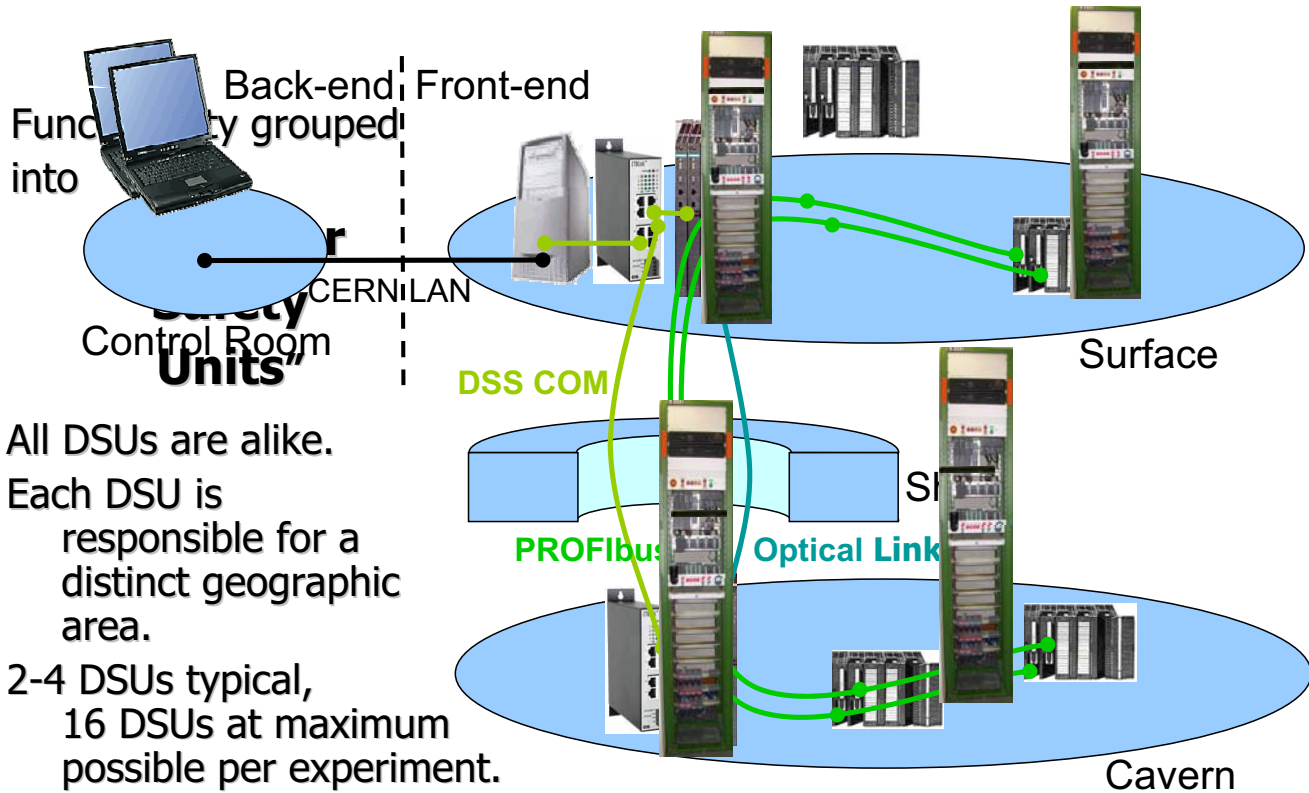 Back-end
Front-end
grouped
into
r
CERN LAN
Safety
Control Room
Units”
Surface
DSS COM
All DSUs are alike.
Each DSU is
responsible for a
distinct geographic
area.
PROFIbus
Optical Link
2-4 DSUs typical,
16 DSUs at maximum
possible per experiment.
Cavern